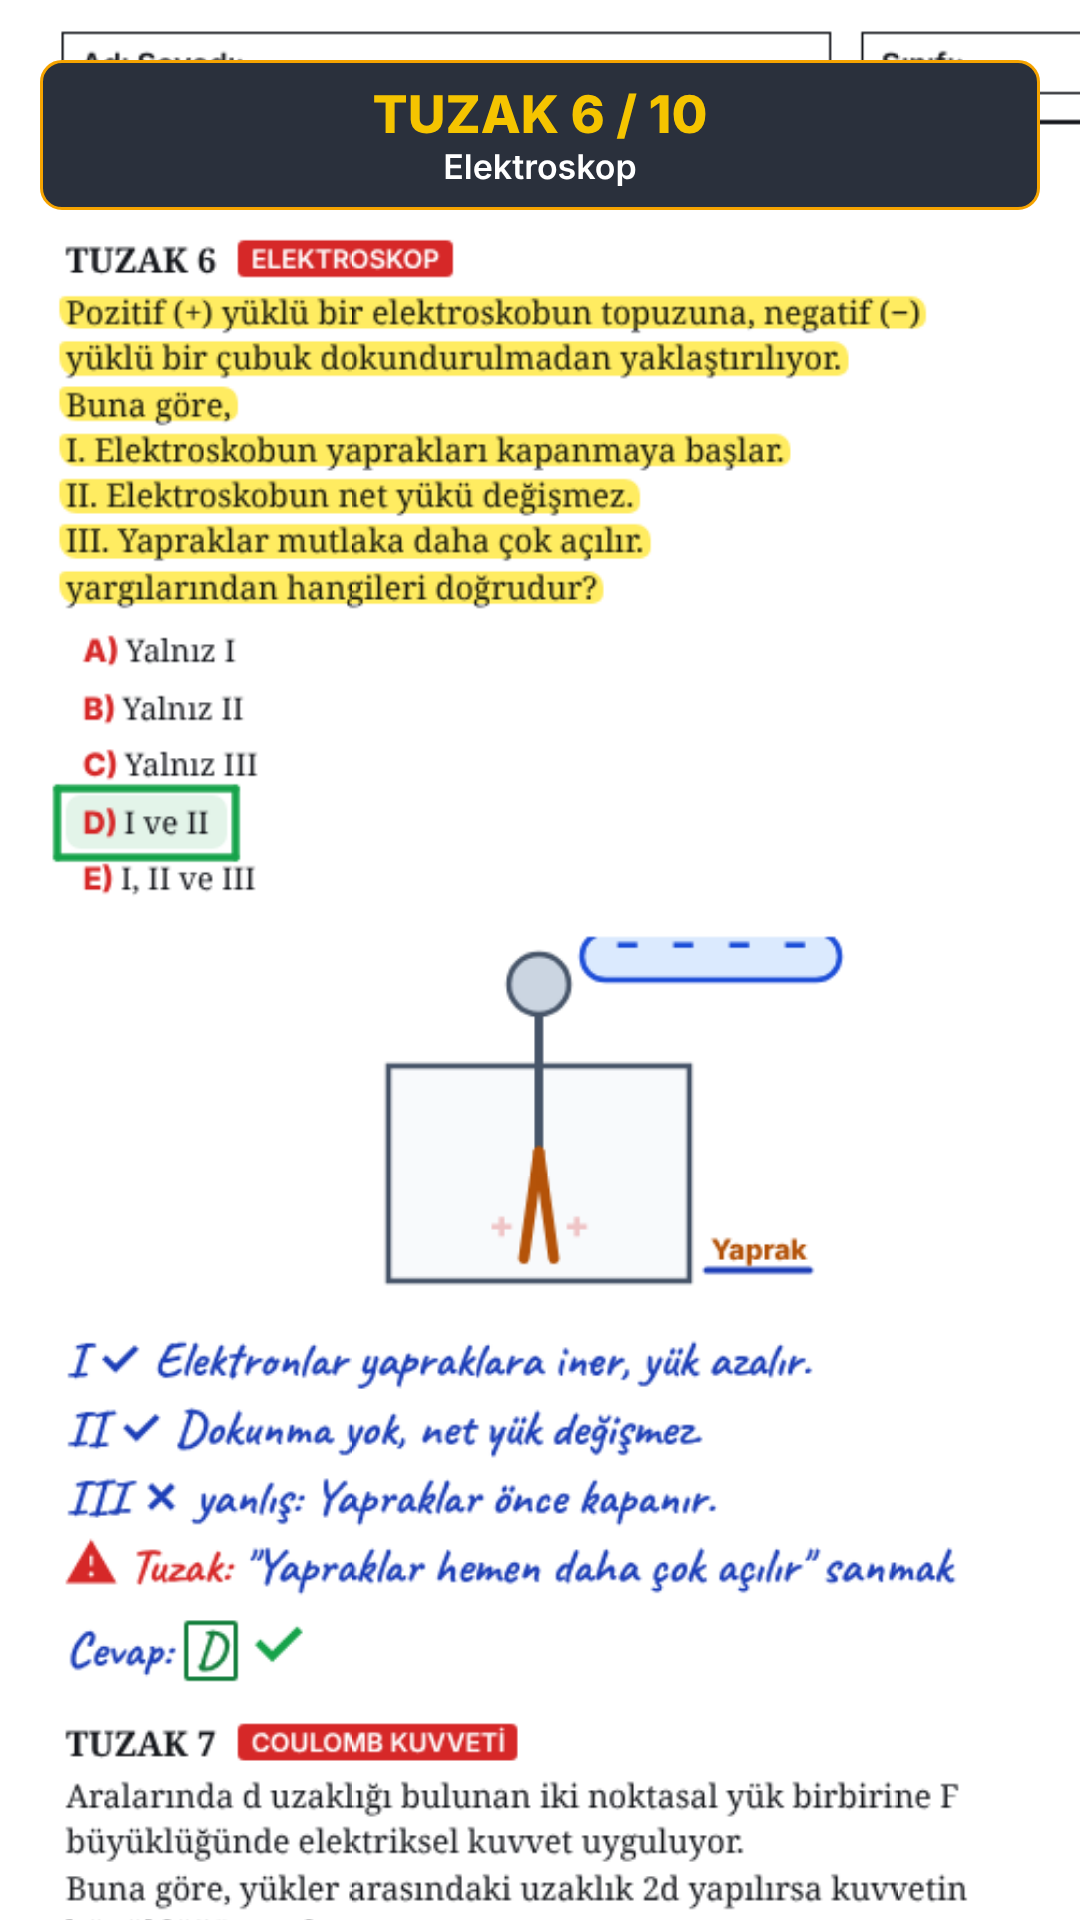 TUZAK 6 / 10
Elektroskop
TUZAK 6 ELEKTROSKOP
Pozitif (+) yüklü bir elektroskobun topuzuna, negatif (−)
yüklü bir çubuk dokundurulmadan yaklaştırılıyor.
Buna göre,
I. Elektroskobun yaprakları kapanmaya başlar.
II. Elektroskobun net yükü değişmez.
III. Yapraklar mutlaka daha çok açılır.
yargılarından hangileri doğrudur?
A) Yalnız I
B) Yalnız II
C) Yalnız III
D) I ve II
E) I, II ve III
− − − −
+ +
Yaprak
I ✓ Elektronlar yapraklara iner, yük azalır.
II ✓ Dokunma yok, net yük değişmez.
III ✗ yanlış: Yapraklar önce kapanır.
⚠ Tuzak: "Yapraklar hemen daha çok açılır" sanmak
Cevap: D ✓
TUZAK 7 COULOMB KUVVETİ
Aralarında d uzaklığı bulunan iki noktasal yük birbirine F
büyüklüğünde elektriksel kuvvet uyguluyor.
Buna göre, yükler arasındaki uzaklık 2d yapılırsa kuvvetin